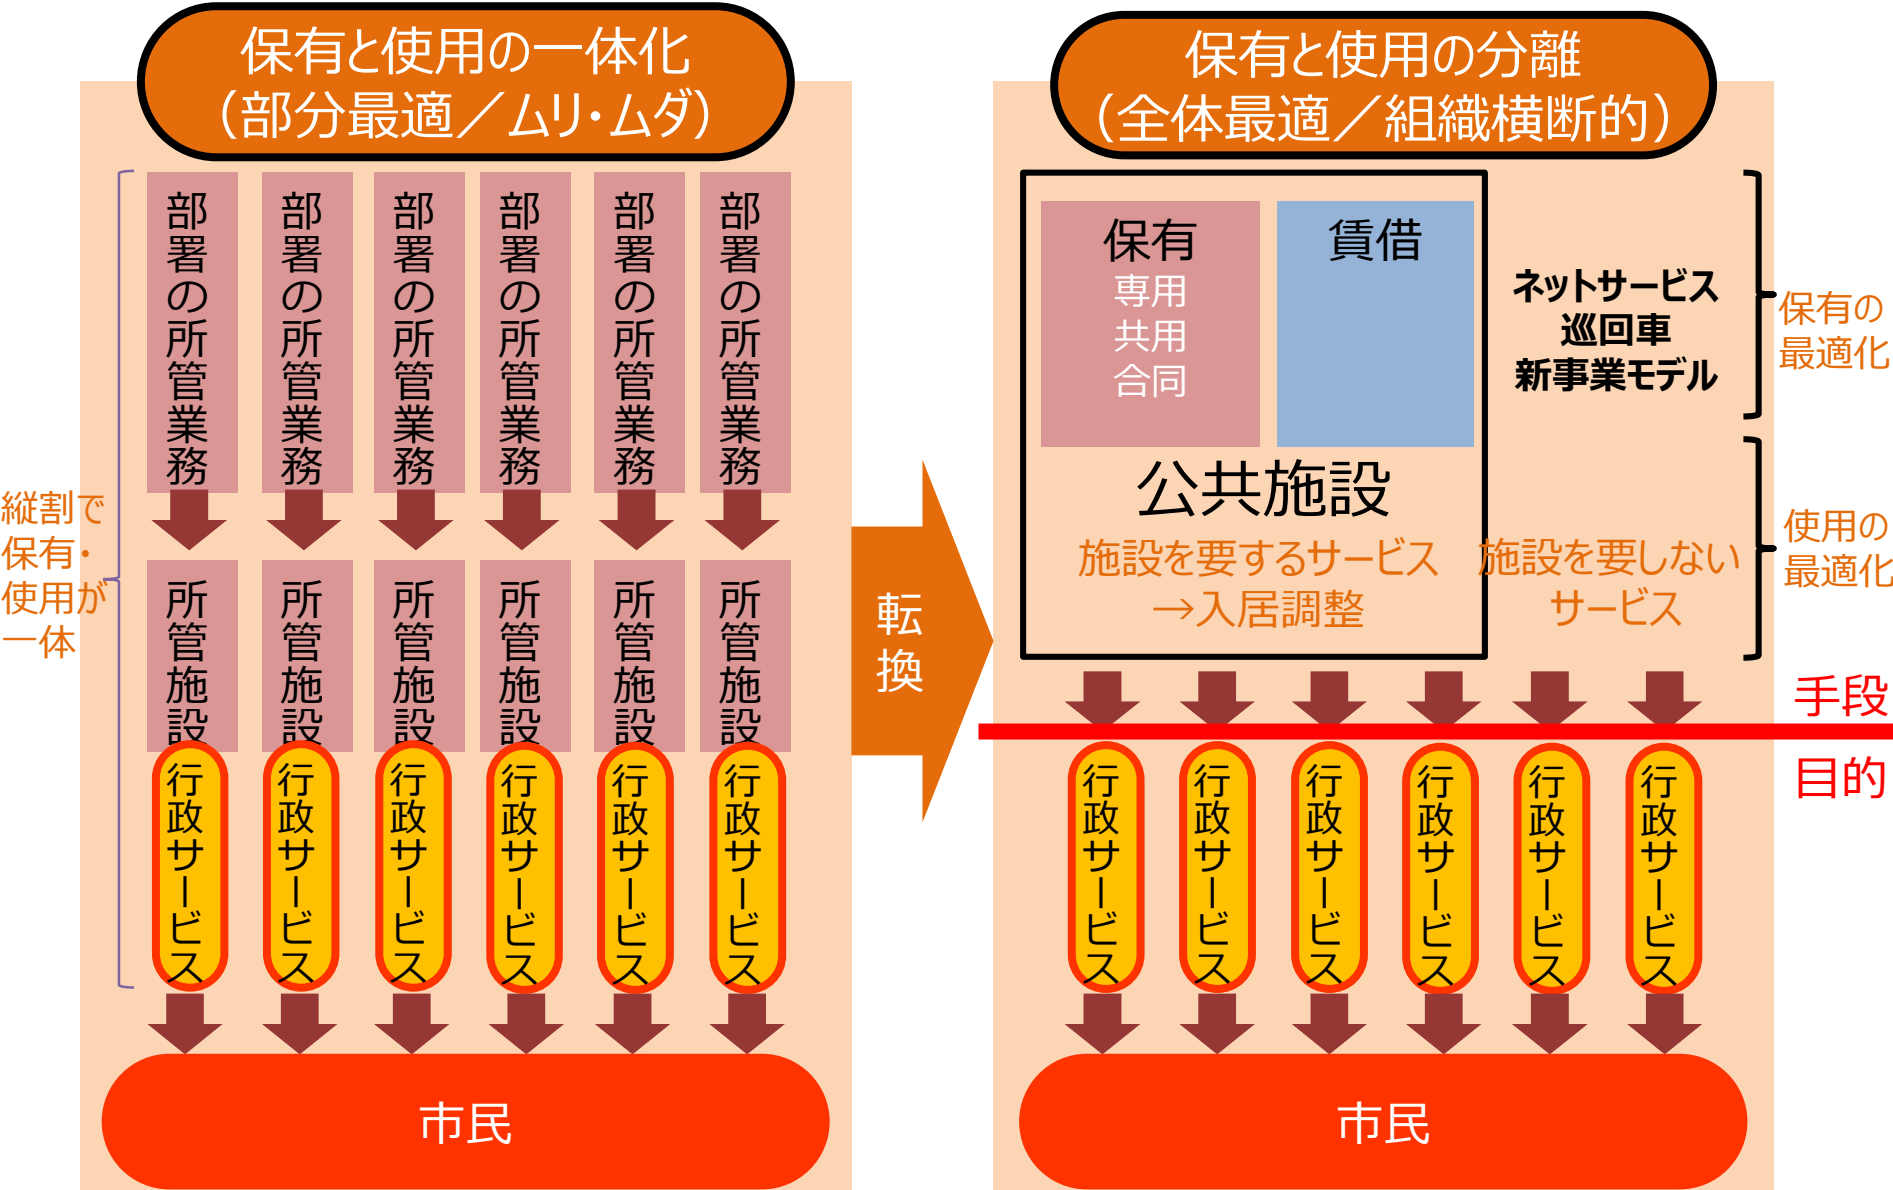 保有と使用の一体化
（部分最適／ムリ・ムダ）
縦割で
保有・
使用が
一体
部署の所管業務
部署の所管業務
部署の所管業務
部署の所管業務
部署の所管業務
部署の所管業務
所管施設
所管施設
所管施設
所管施設
所管施設
所管施設
行政サービス
行政サービス
行政サービス
行政サービス
行政サービス
行政サービス
市民
転換
保有と使用の分離
（全体最適／組織横断的）
保有
専用
共用
合同
賃借
公共施設
施設を要するサービス
→入居調整
ネットサービス
巡回車
新事業モデル
施設を要しない
サービス
保有の
最適化
使用の
最適化
手段
目的
行政サービス
行政サービス
行政サービス
行政サービス
行政サービス
行政サービス
市民